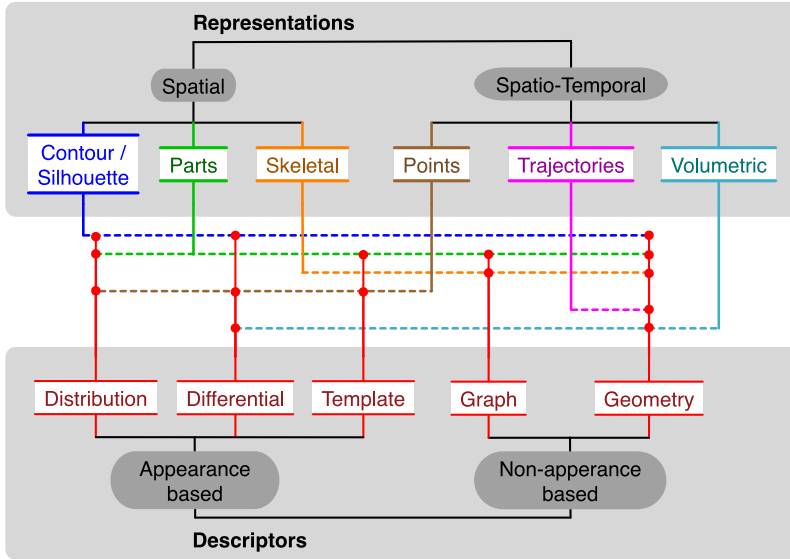 Representations
Spatial
Spatio-Temporal
Contour /
Silhouette
Parts
Skeletal
Points
Trajectories
Volumetric
Distribution
Differential
Template
Graph
Geometry
Appearance
based
Non-apperance
based
Descriptors